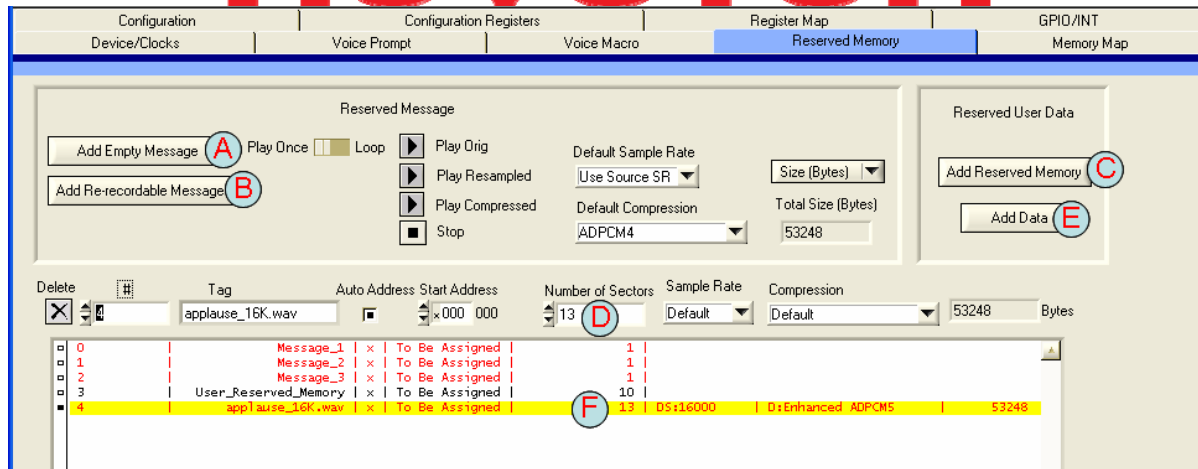 Configuration Configuration Registers Register Map GPIO/INT
Device/Clocks Voice Prompt Voice Macro Reserved Memory Memory Map
Reserved Message
Reserved User Data
Add Empty Message A Play Once Loop Play Orig
Default Sample Rate
Add Re-recordable Message B Play Resampled Use Source SR Size (Bytes) Add Reserved Memory C
Play Compressed Default Compression Total Size (Bytes)
Add Data E
Stop ADPCM4 53248
Delete # Tag Auto Address Start Address Number of Sectors Sample Rate Compression
4 applause_16K.wav x000 000 13 D Default Default 53248 Bytes
0 | Message_1 | x | To Be Assigned | 1 |
1 | Message_2 | x | To Be Assigned | 1 |
2 | Message_3 | x | To Be Assigned | 1 |
3 | User_Reserved_Memory | x | To Be Assigned | 10 |
4 | applause_16K.wav | x | To Be Assigned | F 13 | DS:16000 | D:Enhanced ADPCM5 | 53248